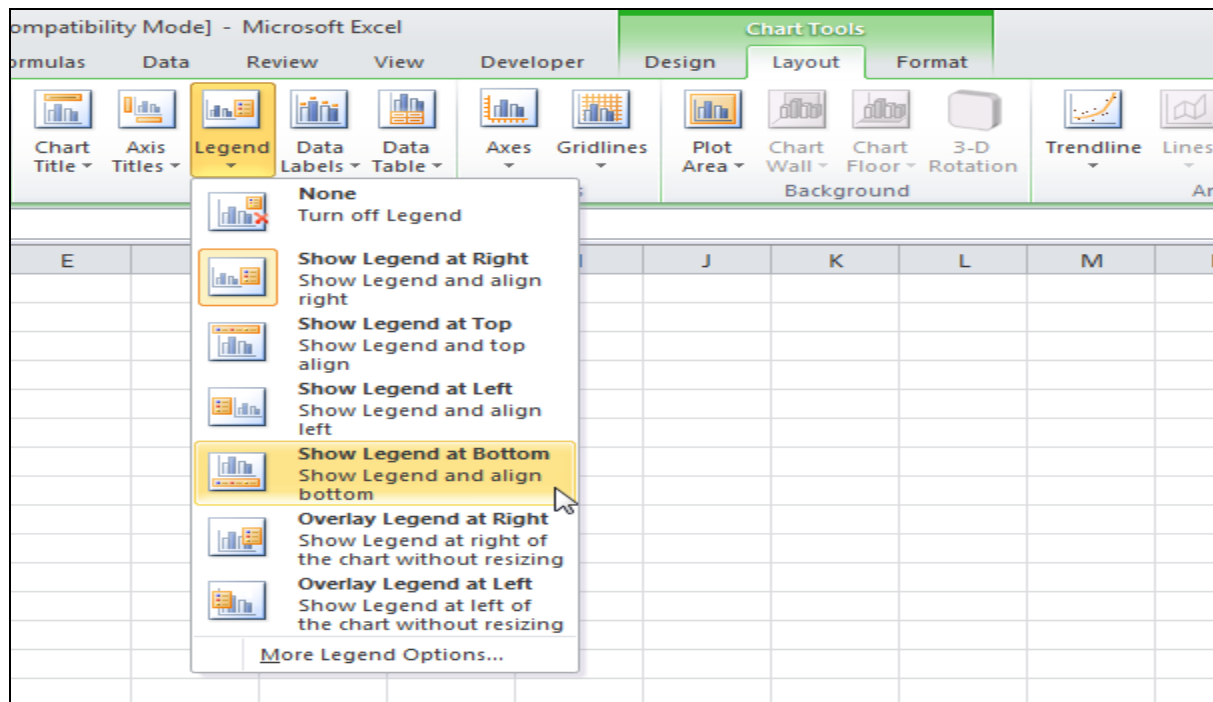 ompatibility Mode] - Microsoft Excel
Chart Tools
ormulas Data Review View Developer Design Layout Format
Chart Title Axis Titles Legend Data Labels Data Table Axes Gridlines Plot Area Chart Wall Chart Floor 3-D Rotation Trendline Lines
Background
None
Turn off Legend
E J K L M
Show Legend at Right
Show Legend and align
right
Show Legend at Top
Show Legend and top
align
Show Legend at Left
Show Legend and align
left
Show Legend at Bottom
Show Legend and align
bottom
Overlay Legend at Right
Show Legend at right of
the chart without resizing
Overlay Legend at Left
Show Legend at left of
the chart without resizing
More Legend Options...